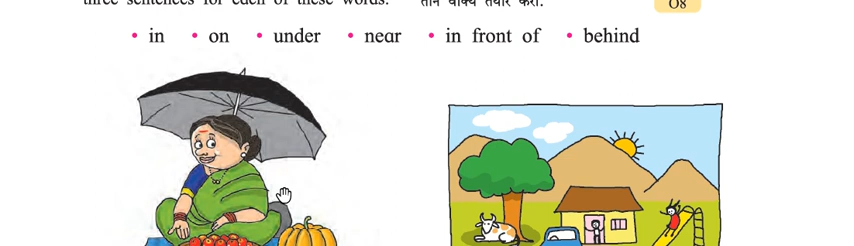 three sentences for each of these words. तीन वाक्ये तयार करा. 08
• in • on • under • near • in front of • behind